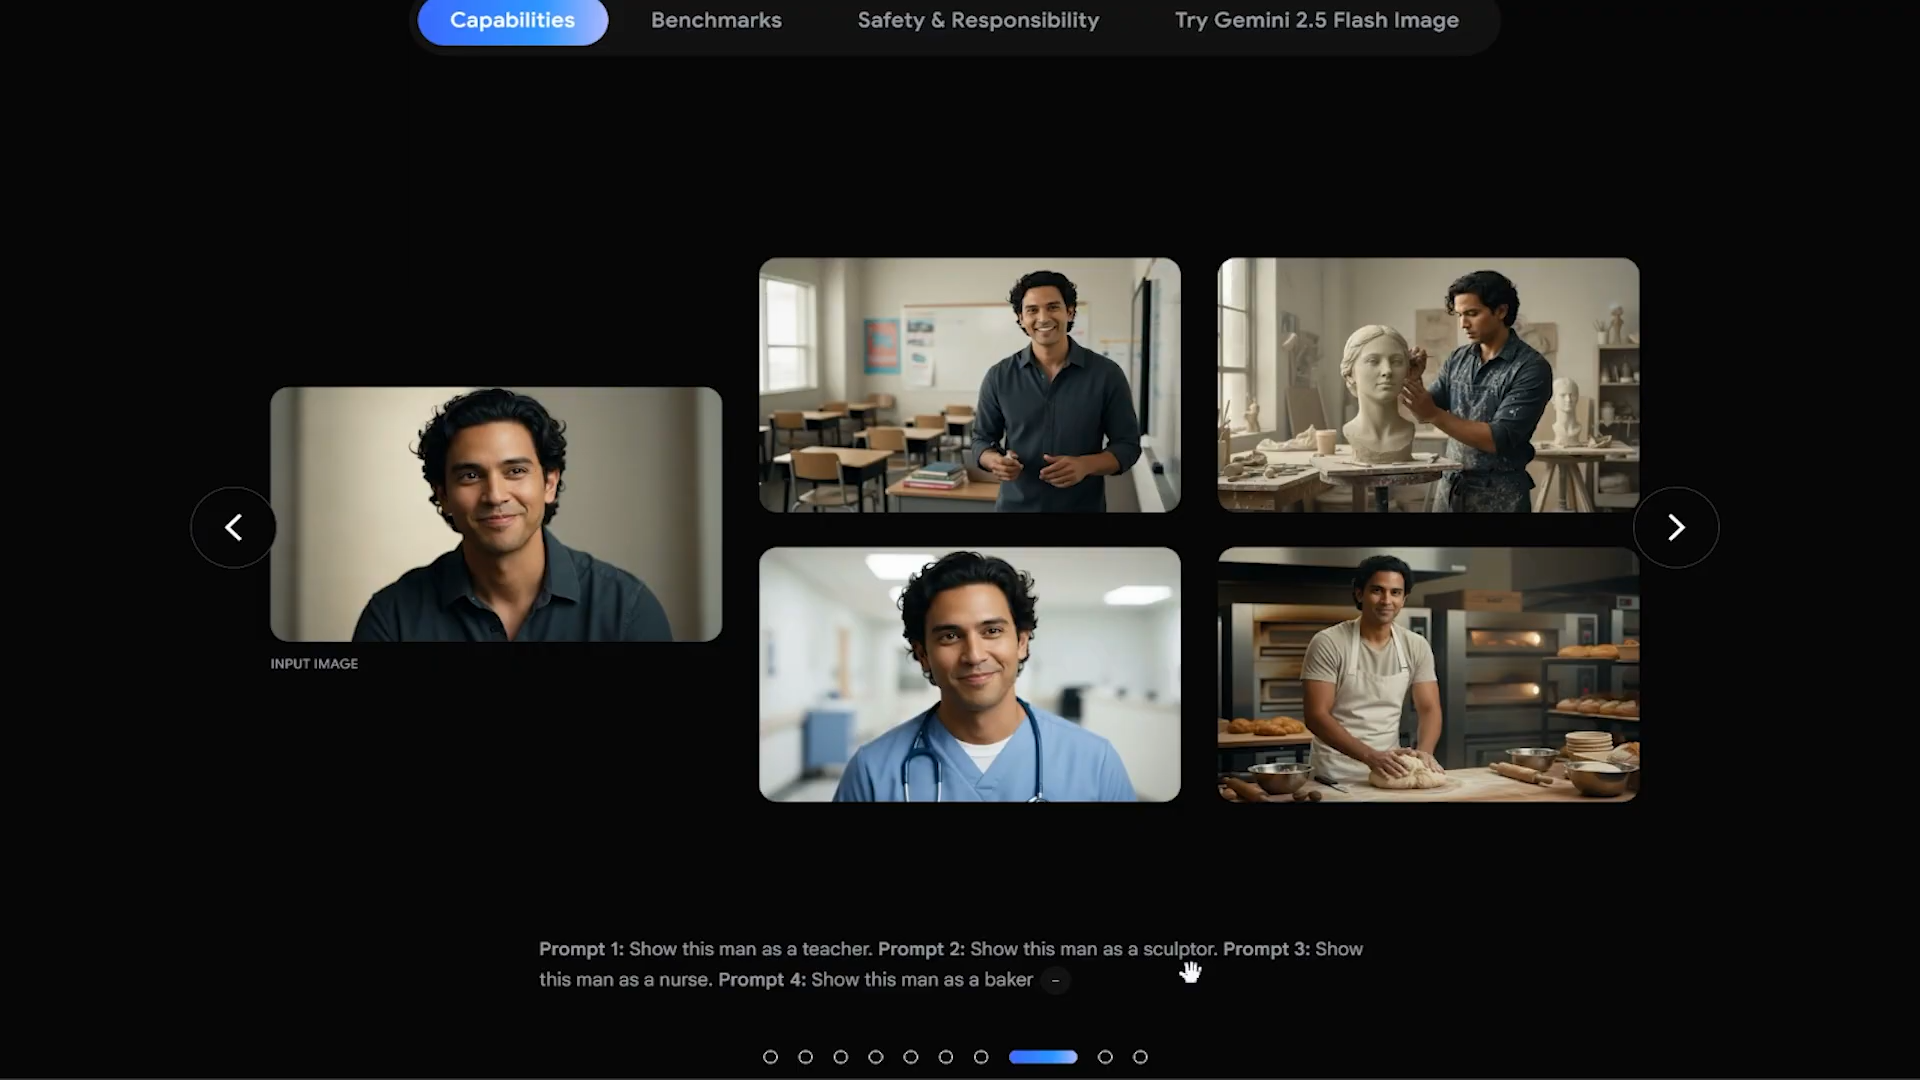 Capabilities
Benchmarks
Safety & Responsibility
Try Gemini 2.5 Flash Image
INPUT IMAGE
Prompt 1: Show this man as a teacher. Prompt 2: Show this man as a sculptor. Prompt 3: Show
this man as a nurse. Prompt 4: Show this man as a baker